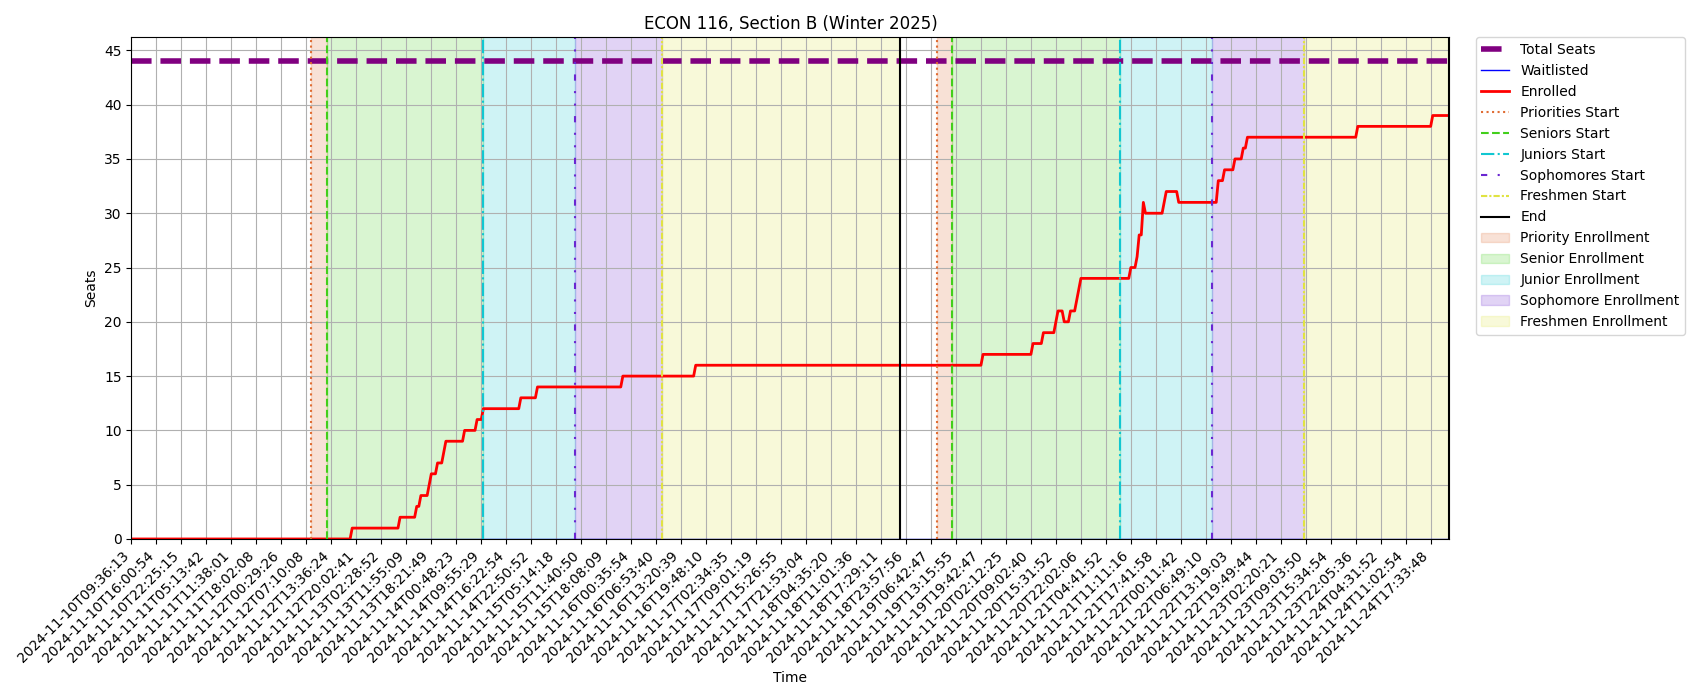 ECON 116, Section B (Winter 2025)
45
40
35
30
25
20
15
10
5
0
Seats
2024-11-10T09:36:13
2024-11-10T16:00:54
2024-11-10T22:25:15
2024-11-11T05:13:42
2024-11-11T11:38:01
2024-11-11T18:02:08
2024-11-12T00:29:26
2024-11-12T07:10:08
2024-11-12T13:36:24
2024-11-12T20:02:41
2024-11-13T02:28:52
2024-11-13T11:55:09
2024-11-13T18:21:49
2024-11-14T00:48:23
2024-11-14T09:55:29
2024-11-14T16:22:54
2024-11-14T22:50:52
2024-11-15T05:14:18
2024-11-15T11:40:50
2024-11-15T18:08:09
2024-11-16T00:35:54
2024-11-16T06:53:40
2024-11-16T13:20:39
2024-11-16T19:48:10
2024-11-17T02:34:35
2024-11-17T09:01:19
2024-11-17T15:26:55
2024-11-17T21:53:04
2024-11-18T04:35:20
2024-11-18T11:01:36
2024-11-18T17:29:11
2024-11-18T23:57:56
2024-11-19T06:42:47
2024-11-19T13:15:55
2024-11-19T19:42:47
2024-11-20T02:12:25
2024-11-20T09:02:40
2024-11-20T15:31:52
2024-11-20T22:02:06
2024-11-21T04:41:52
2024-11-21T11:11:16
2024-11-21T17:41:58
2024-11-22T00:11:42
2024-11-22T06:49:10
2024-11-22T13:19:03
2024-11-22T19:49:44
2024-11-23T02:20:21
2024-11-23T09:03:50
2024-11-23T15:34:54
2024-11-23T22:05:36
2024-11-24T04:31:52
2024-11-24T11:02:54
2024-11-24T17:33:48
Time
Total Seats
Waitlisted
Enrolled
Priorities Start
Seniors Start
Juniors Start
Sophomores Start
Freshmen Start
End
Priority Enrollment
Senior Enrollment
Junior Enrollment
Sophomore Enrollment
Freshmen Enrollment